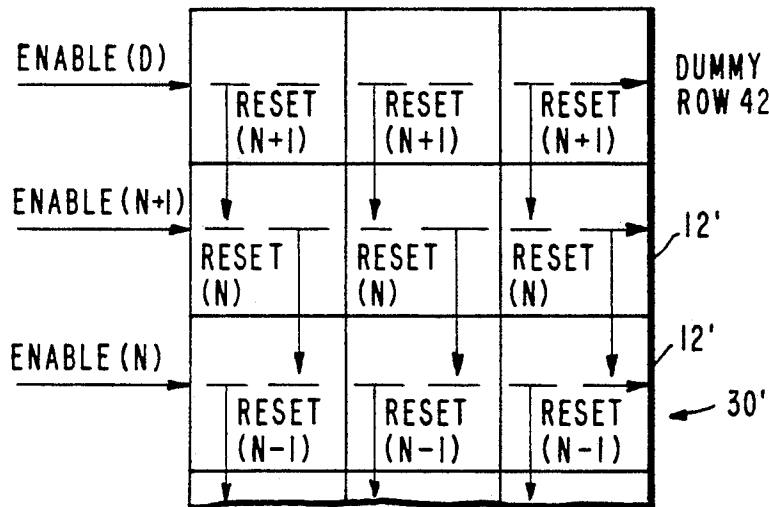 ENABLE (D)
RESET (N+1) RESET (N+1) RESET (N+1)
DUMMY ROW 42
ENABLE (N+1)
RESET (N) RESET (N) RESET (N)
12'
ENABLE (N)
12'
RESET (N-1) RESET (N-1) RESET (N-1)
30'